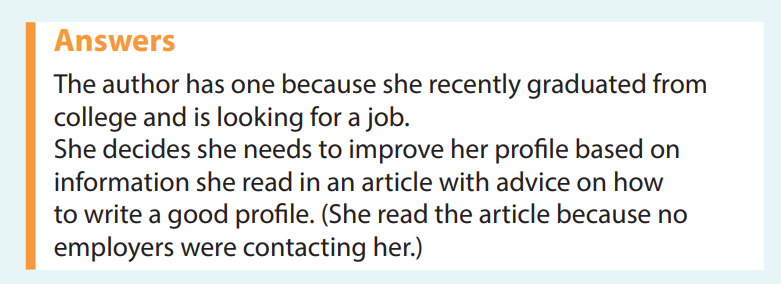 Answers
The author has one because she recently graduated from
college and is looking for a job.
She decides she needs to improve her profile based on
information she read in an article with advice on how
to write a good profile. (She read the article because no
employers were contacting her.)